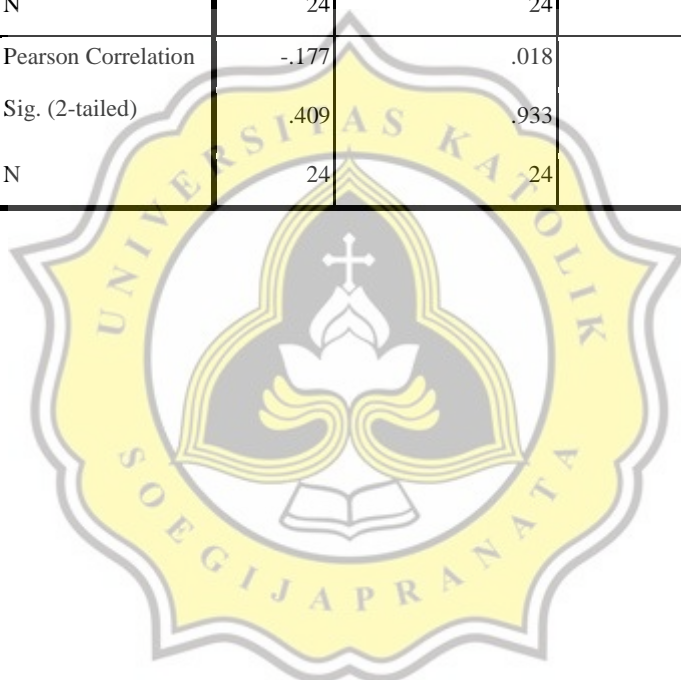 N 24 24
Pearson Correlation -.177 .018
Sig. (2-tailed) .409 .933
N 24 24
UNIVERSITAS KATOLIK
SOEGIJAPRANATA